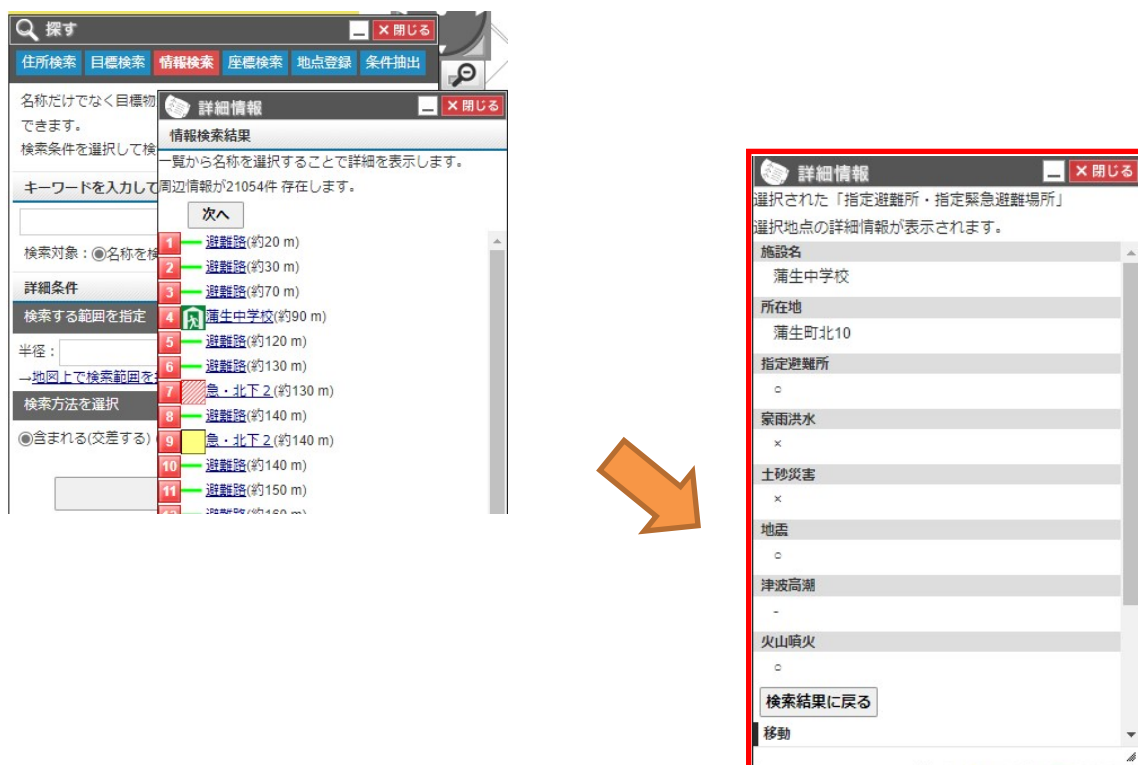 探す
× 閉じる
住所検索 目標検索 情報検索 座標検索 地点登録 条件抽出
名称だけでなく目標物
できます。
検索条件を選択して検
キーワードを入力して
検索対象：◉名称を検
詳細条件
検索する範囲を指定
半径：
→地図上で検索範囲を
検索方法を選択
◉含まれる(交差する)
詳細情報
× 閉じる
情報検索結果
一覧から名称を選択することで詳細を表示します。
周辺情報が21054件 存在します。
次へ
1 避難路(約20 m)
2 避難路(約30 m)
3 避難路(約70 m)
4 蒲生中学校(約90 m)
5 避難路(約120 m)
6 避難路(約130 m)
7 急・北下２(約130 m)
8 避難路(約140 m)
9 急・北下２(約140 m)
10 避難路(約140 m)
11 避難路(約150 m)
詳細情報
× 閉じる
選択された「指定避難所・指定緊急避難場所」
選択地点の詳細情報が表示されます。
施設名
蒲生中学校
所在地
蒲生町北10
指定避難所
○
豪雨洪水
×
土砂災害
×
地震
○
津波高潮
-
火山噴火
○
検索結果に戻る
移動